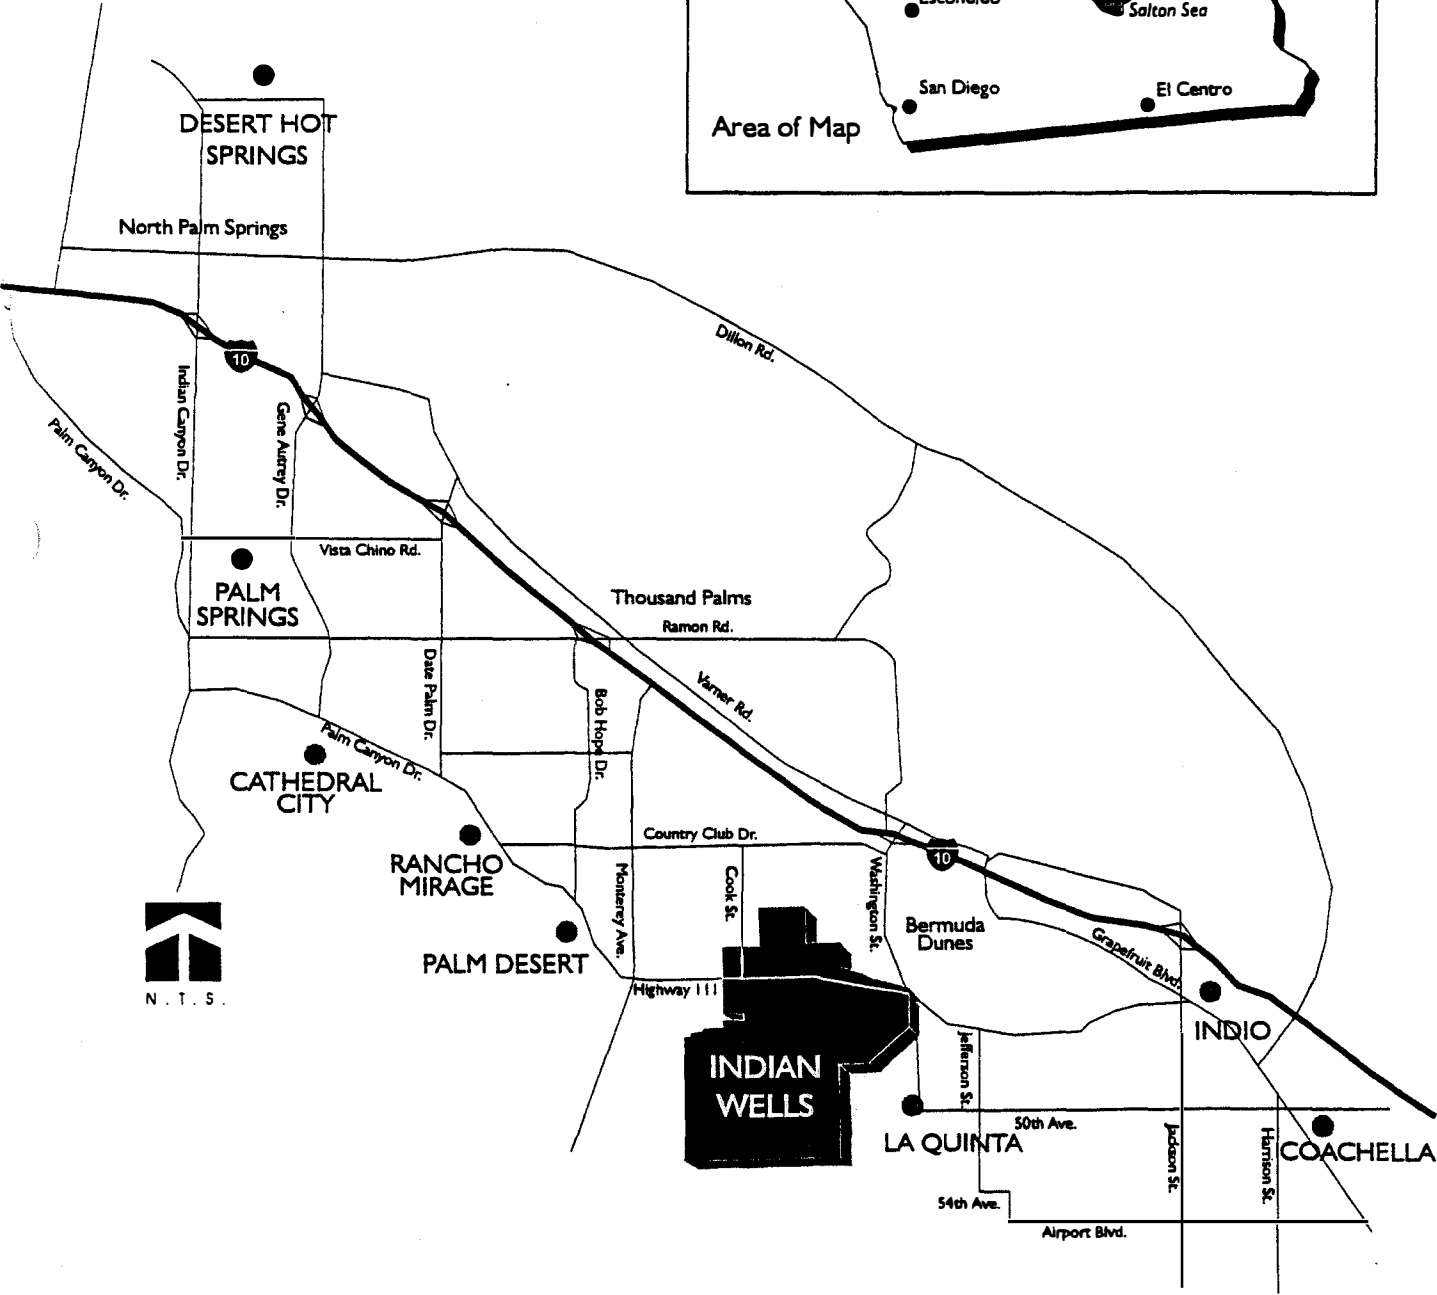 Salton Sea
San Diego
El Centro
Area of Map
DESERT HOT
SPRINGS
North Palm Springs
Dillon Rd.
10
Indian Canyon Dr.
Gene Autrey Dr.
Palm Canyon Dr.
Vista Chino Rd.
PALM
SPRINGS
Thousand Palms
Ramon Rd.
Date Palm Dr.
Bob Hope Dr.
Varner Rd.
Palm Canyon Dr.
CATHEDRAL
CITY
Country Club Dr.
RANCHO
MIRAGE
Monterey Ave.
Cook St.
Washington St.
10
Bermuda
Dunes
Grapefruit Blvd.
PALM DESERT
Highway 111
N.T.S.
INDIO
INDIAN
WELLS
Jefferson St.
50th Ave.
LA QUINTA
Jackson St.
Harrison St.
COACHELLA
54th Ave.
Airport Blvd.